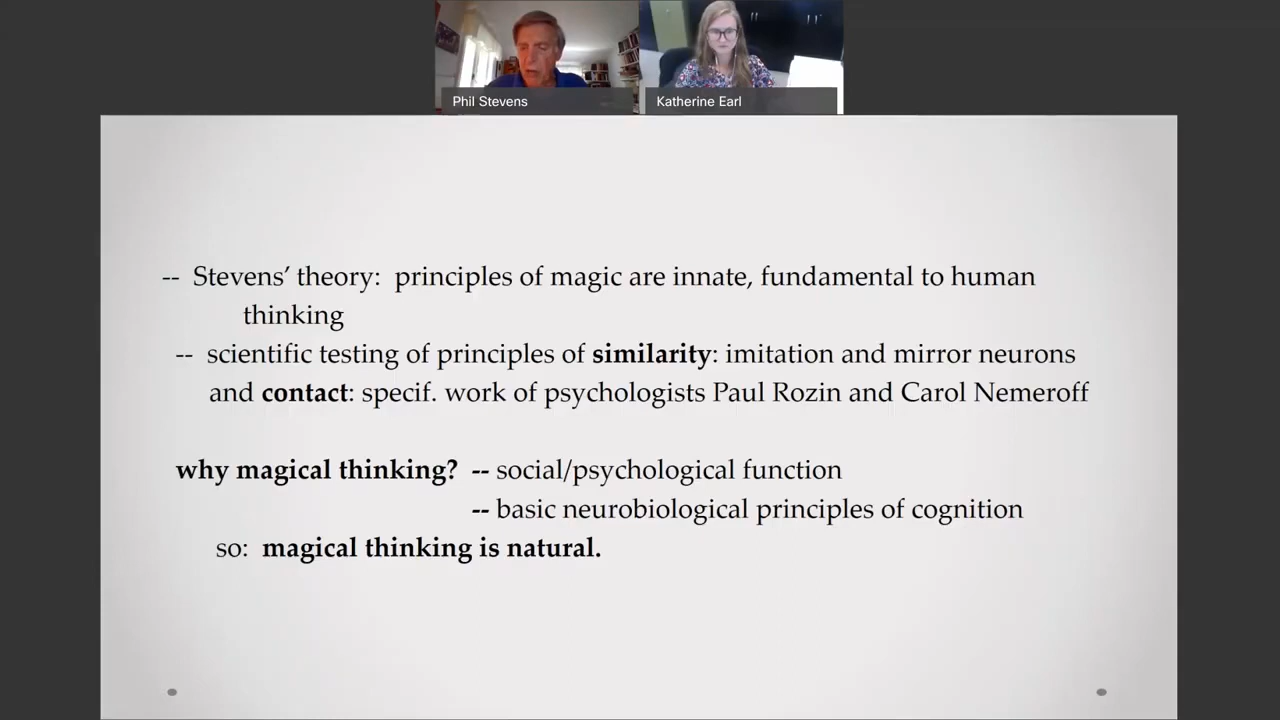 Phil Stevens
Katherine Earl
-- Stevens’ theory: principles of magic are innate, fundamental to human
thinking
-- scientific testing of principles of similarity: imitation and mirror neurons
and contact: specif. work of psychologists Paul Rozin and Carol Nemeroff
why magical thinking? -- social/psychological function
-- basic neurobiological principles of cognition
so: magical thinking is natural.